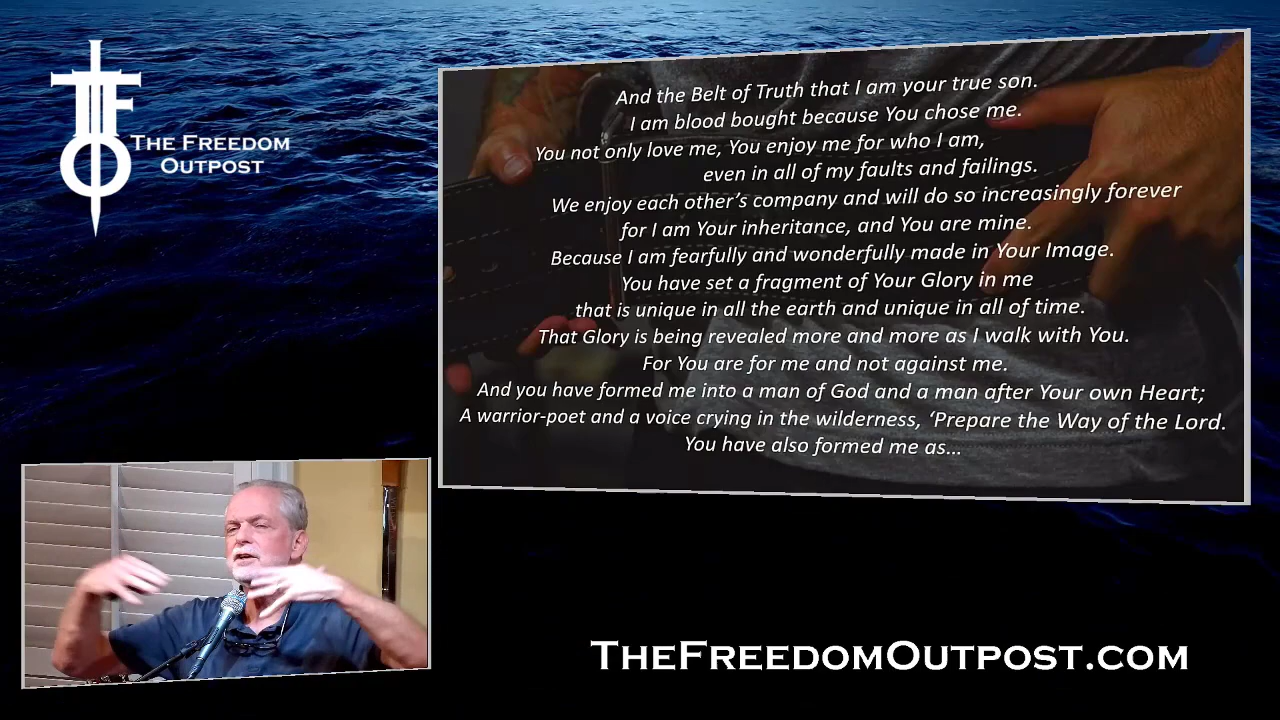 THE FREEDOM
OUTPOST
And the Belt of Truth that I am your true son.
I am blood bought because You chose me.
You not only love me, You enjoy me for who I am,
even in all of my faults and failings.
We enjoy each other’s company and will do so increasingly forever
for I am Your inheritance, and You are mine.
Because I am fearfully and wonderfully made in Your Image.
You have set a fragment of Your Glory in me
that is unique in all the earth and unique in all of time.
That Glory is being revealed more and more as I walk with You.
For You are for me and not against me.
And you have formed me into a man of God and a man after Your own Heart;
A warrior-poet and a voice crying in the wilderness, ‘Prepare the Way of the Lord.
You have also formed me as…
THEFREEDOMOUTPOST.COM